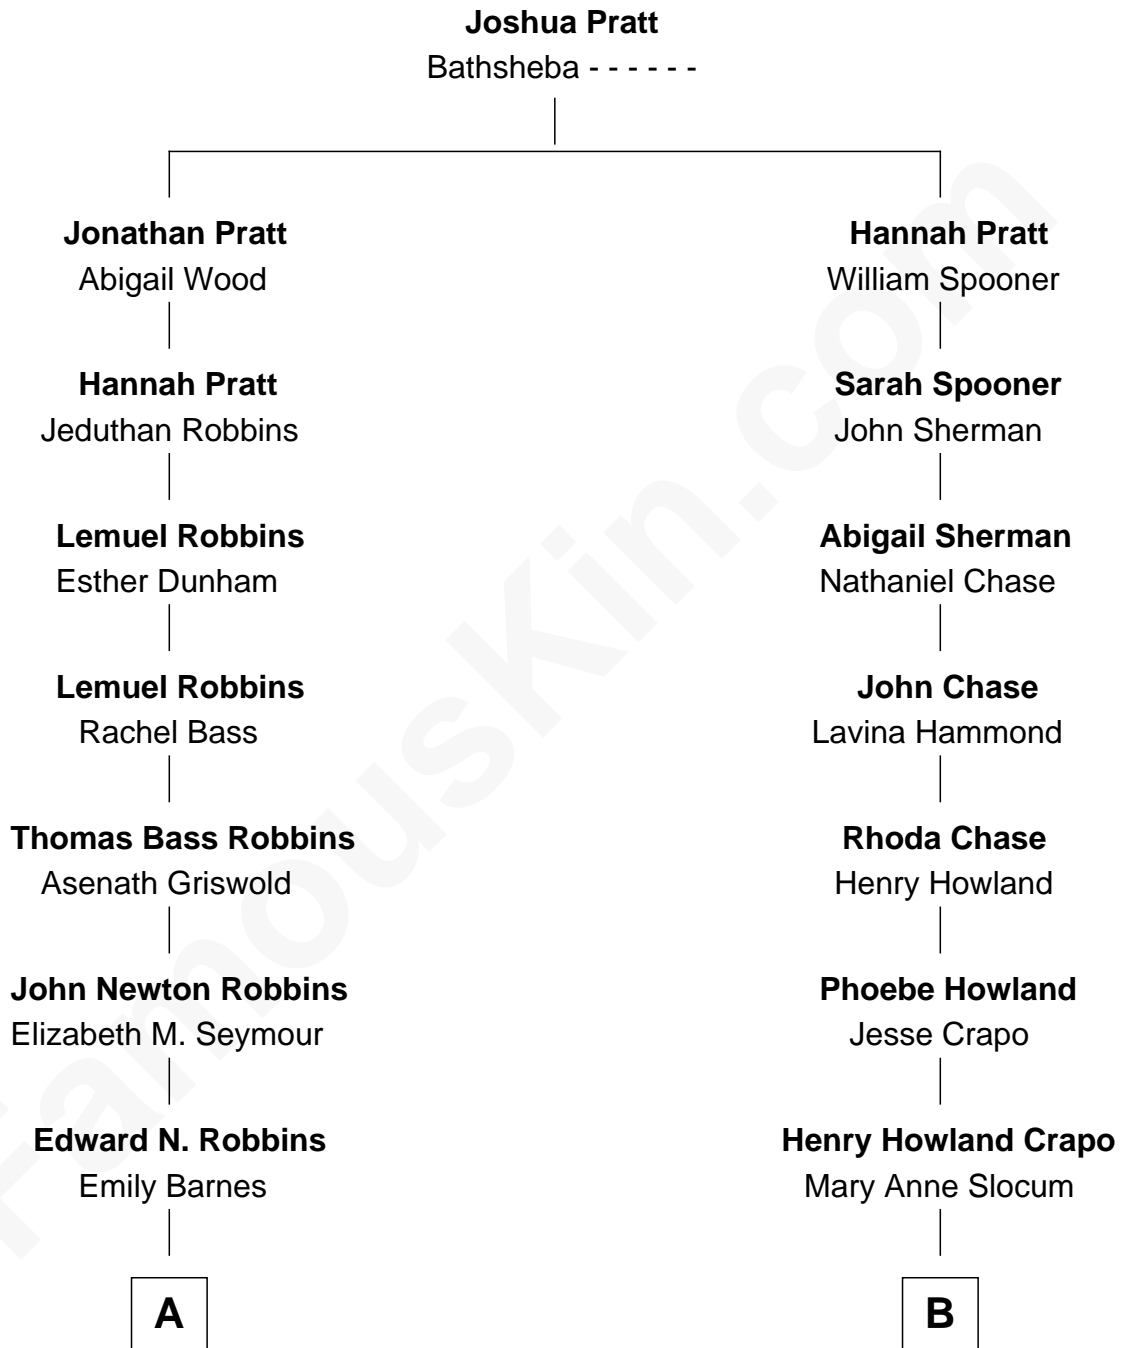 Joshua Pratt
Bathsheba - - - - - -
Jonathan Pratt
Abigail Wood
Hannah Pratt
William Spooner
Hannah Pratt
Jeduthan Robbins
Sarah Spooner
John Sherman
Lemuel Robbins
Esther Dunham
Abigail Sherman
Nathaniel Chase
Lemuel Robbins
Rachel Bass
John Chase
Lavina Hammond
Thomas Bass Robbins
Asenath Griswold
Rhoda Chase
Henry Howland
John Newton Robbins
Elizabeth M. Seymour
Phoebe Howland
Jesse Crapo
Edward N. Robbins
Emily Barnes
Henry Howland Crapo
Mary Anne Slocum
A
B
FamousKin.com